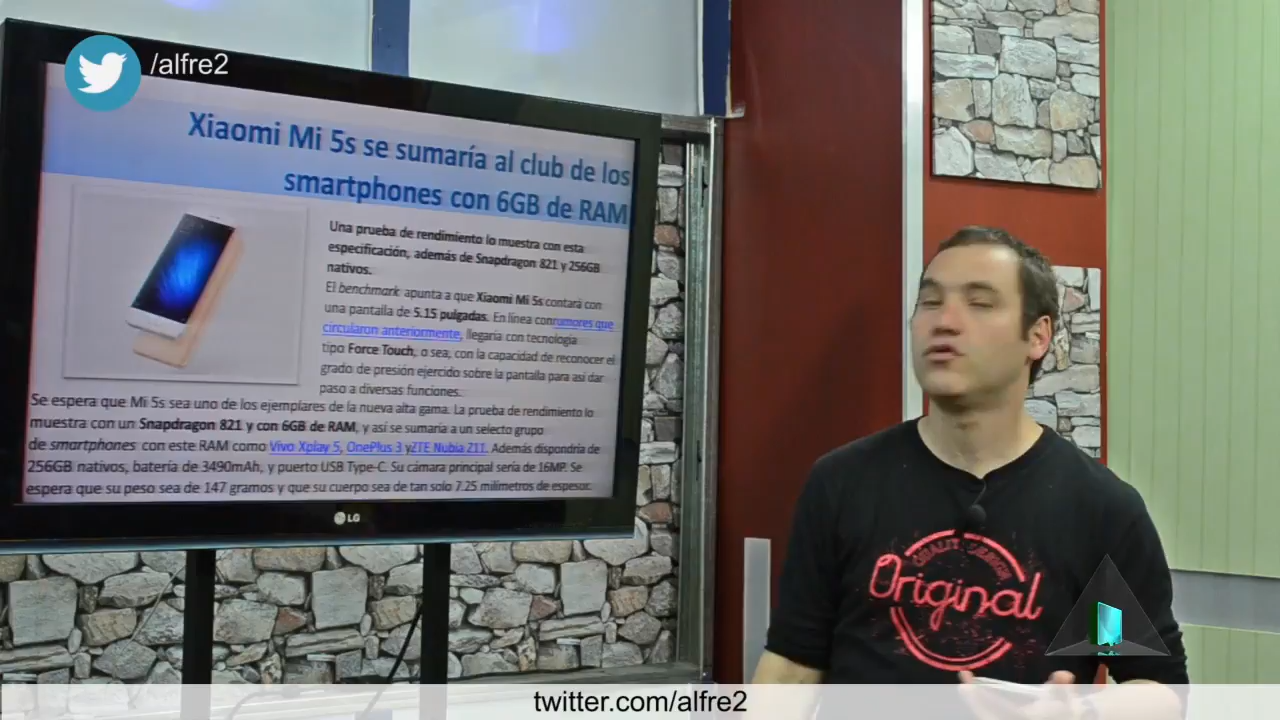 /alfre2
Xiaomi Mi 5s se sumaría al club de los
smartphones con 6GB de RAM
Una prueba de rendimiento lo muestra con esta
especificación, además de Snapdragon 821 y 256GB
nativos.
El benchmark apunta a que Xiaomi Mi 5s contará con
una pantalla de 5.15 pulgadas. En línea conrumores que
circularon anteriormente, llegaría con tecnología
tipo Force Touch, o sea, con la capacidad de reconocer el
grado de presión ejercido sobre la pantalla para así dar
paso a diversas funciones.
Se espera que Mi 5s sea uno de los ejemplares de la nueva alta gama. La prueba de rendimiento lo
muestra con un Snapdragon 821 y con 6GB de RAM, y así se sumaría a un selecto grupo
de smartphones con este RAM como Vivo Xplay 5, OnePlus 3 yZTE Nubia Z11. Además dispondría de
256GB nativos, batería de 3490mAh, y puerto USB Type-C. Su cámara principal sería de 16MP. Se
espera que su peso sea de 147 gramos y que su cuerpo sea de tan solo 7.25 milímetros de espesor.
LG
Original
twitter.com/alfre2